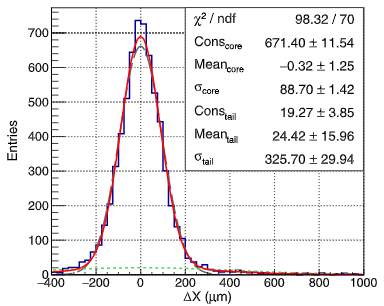 χ² / ndf 98.32 / 70
Cons_core 671.40 ± 11.54
Mean_core −0.32 ± 1.25
σ_core 88.70 ± 1.42
Cons_tail 19.27 ± 3.85
Mean_tail 24.42 ± 15.96
σ_tail 325.70 ± 29.94
Entries
700
600
500
400
300
200
100
0
−400 −200 0 200 400 600 800 1000
ΔX (μm)